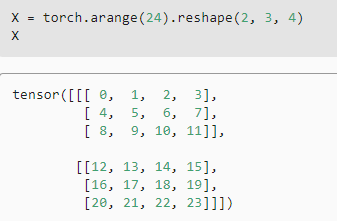 X = torch.arange(24).reshape(2, 3, 4)
X
tensor([[[ 0,  1,  2,  3],
         [ 4,  5,  6,  7],
         [ 8,  9, 10, 11]],
        [[12, 13, 14, 15],
         [16, 17, 18, 19],
         [20, 21, 22, 23]]])